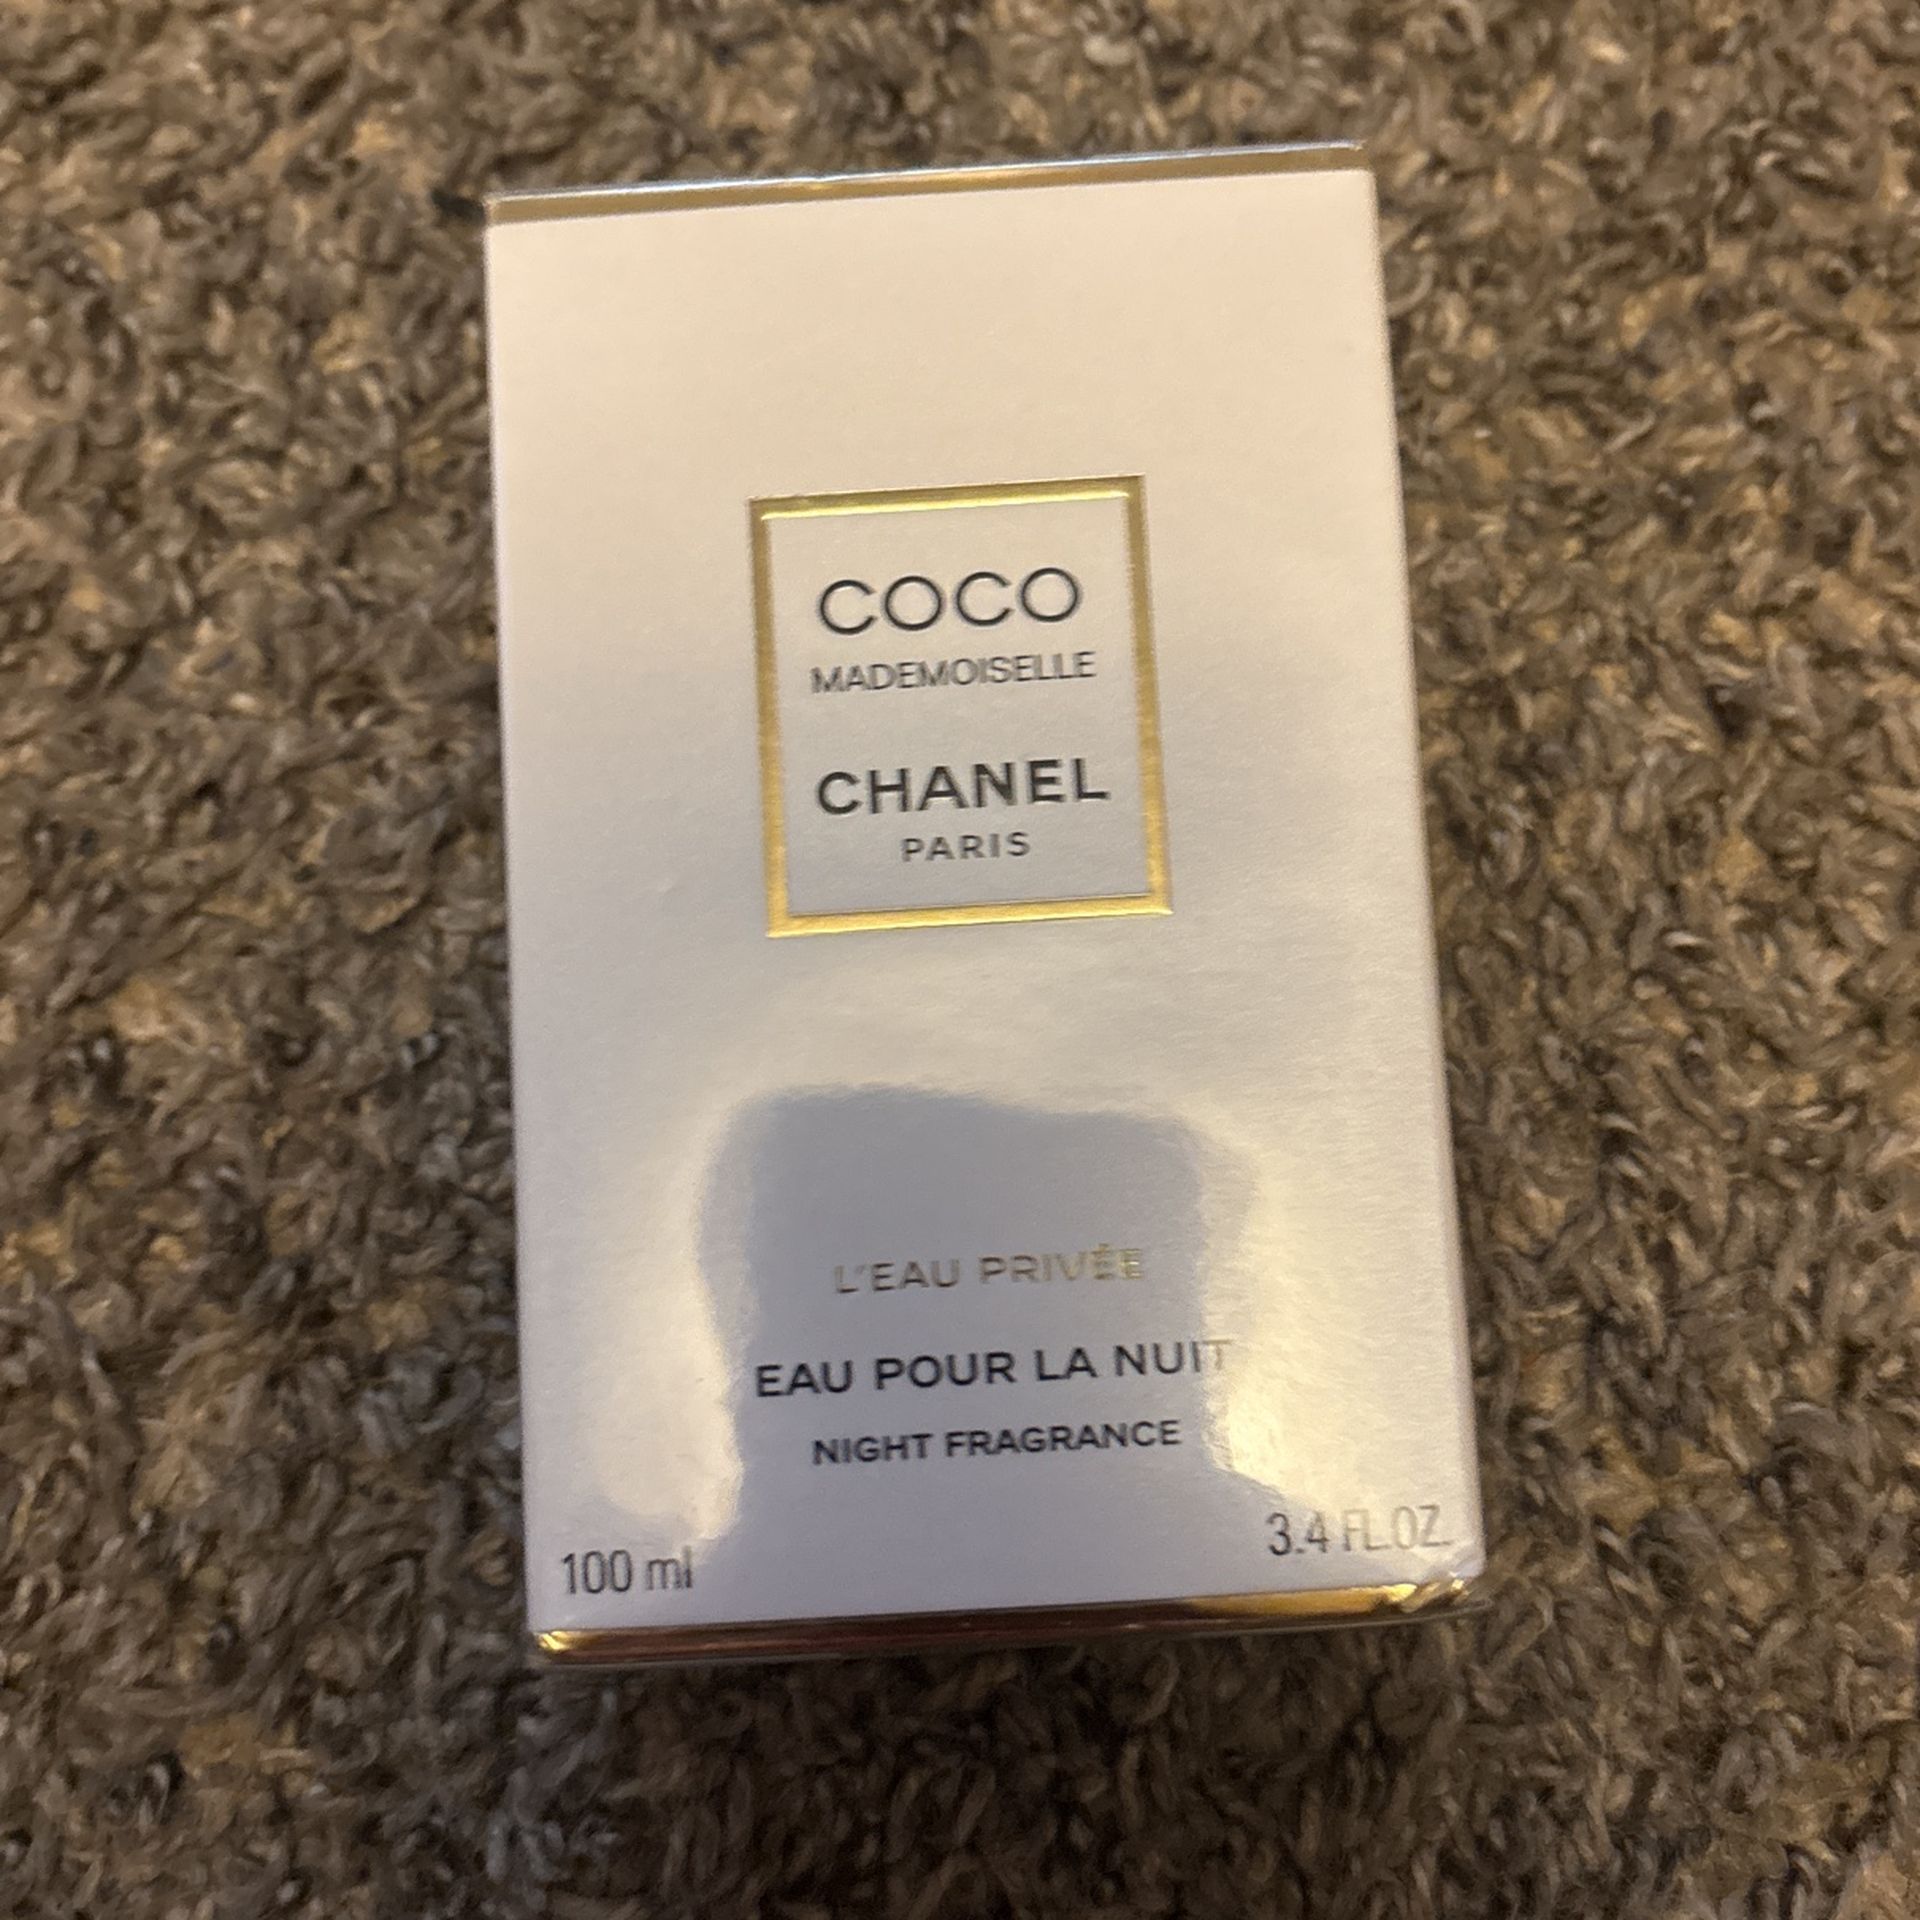 COCO
MADEMOISELLE
CHANEL
PARIS
L'EAU PRIVÉE
EAU POUR LA NUIT
NIGHT FRAGRANCE
100 ml 3.4 FL.OZ.